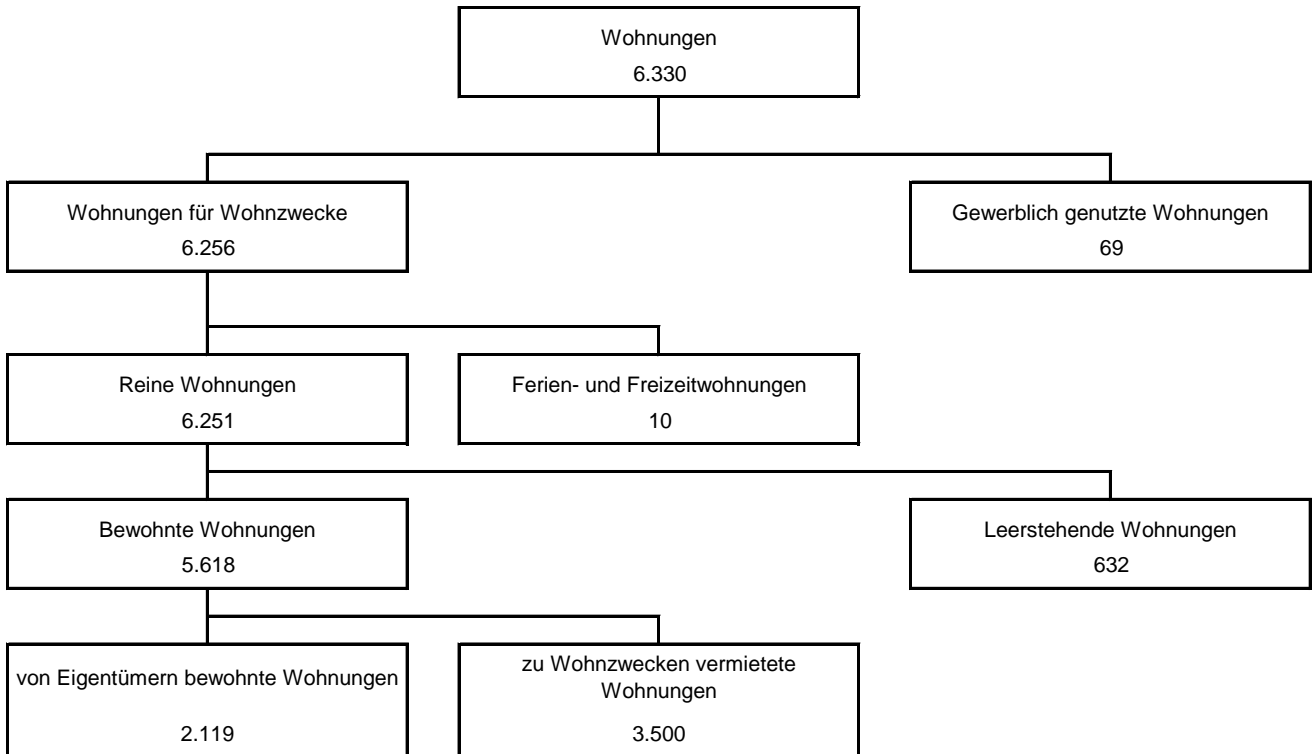 Wohnungen
6.330
Wohnungen für Wohnzwecke
6.256
Gewerblich genutzte Wohnungen
69
Reine Wohnungen
6.251
Ferien- und Freizeitwohnungen
10
Bewohnte Wohnungen
5.618
Leerstehende Wohnungen
632
von Eigentümern bewohnte Wohnungen
2.119
zu Wohnzwecken vermietete
Wohnungen
3.500